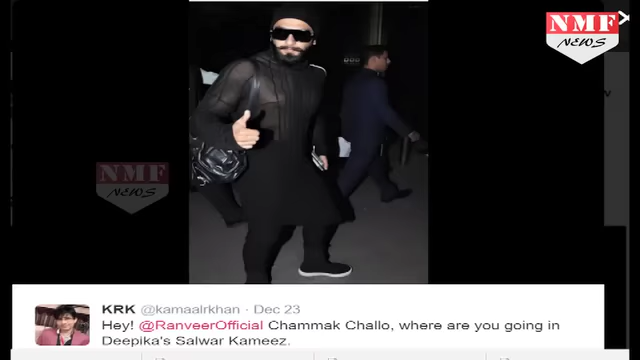 NMF
NEWS
NMF
NEWS
KRK @kamaalrkhan · Dec 23
Hey! @RanveerOfficial Chammak Challo, where are you going in
Deepika's Salwar Kameez.